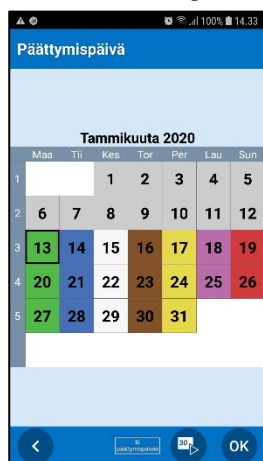 100% 14.33
Päättymispäivä
Tammikuuta 2020
Maa Tii Kes Tor Per Lau Sun
1 1 2 3 4 5
2 6 7 8 9 10 11 12
3 13 14 15 16 17 18 19
4 20 21 22 23 24 25 26
5 27 28 29 30 31
Ei
päättymispäivää
30
OK